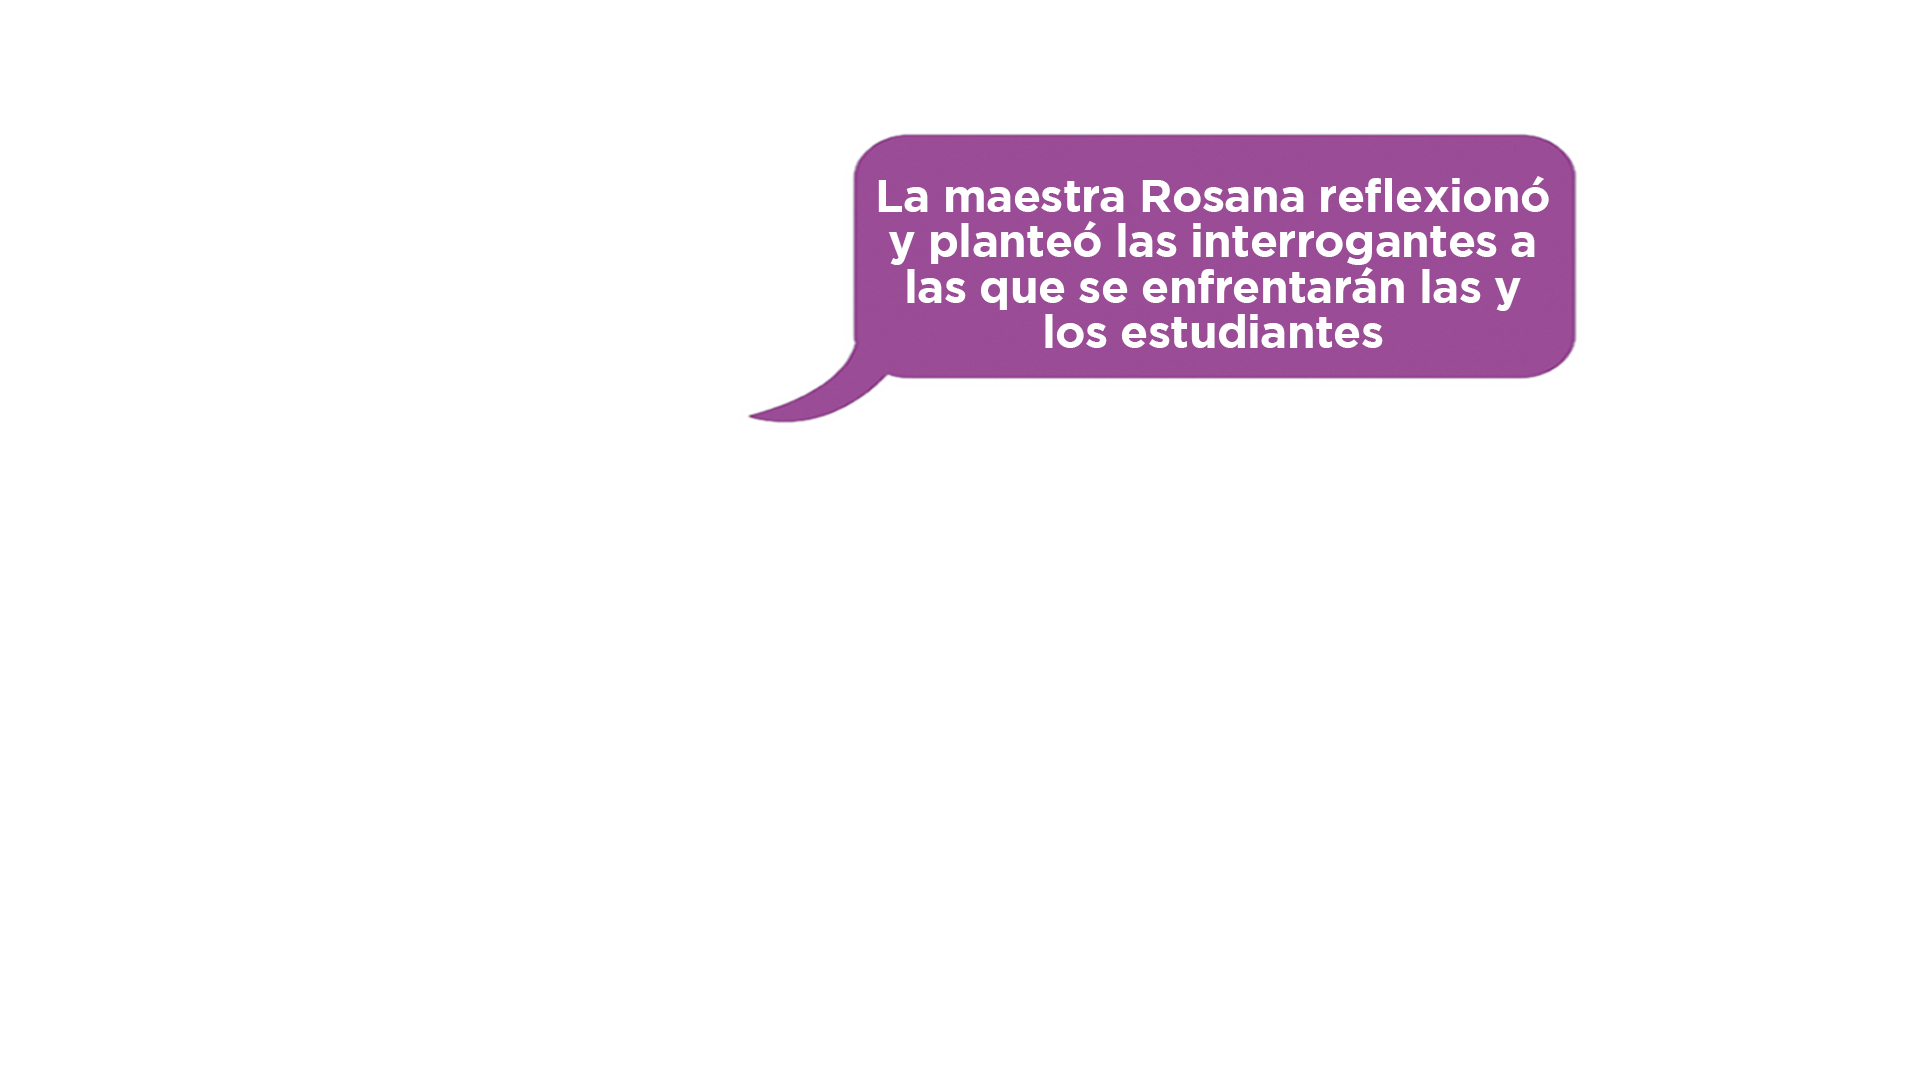 La maestra Rosana reflexionó
y planteó las interrogantes a
las que se enfrentarán las y
los estudiantes